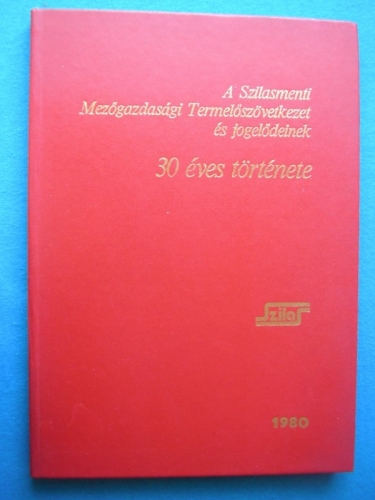 A Szilasmenti
Mezőgazdasági Termelőszövetkezet
és jogelődeinek
30 éves története
Szilas
1980